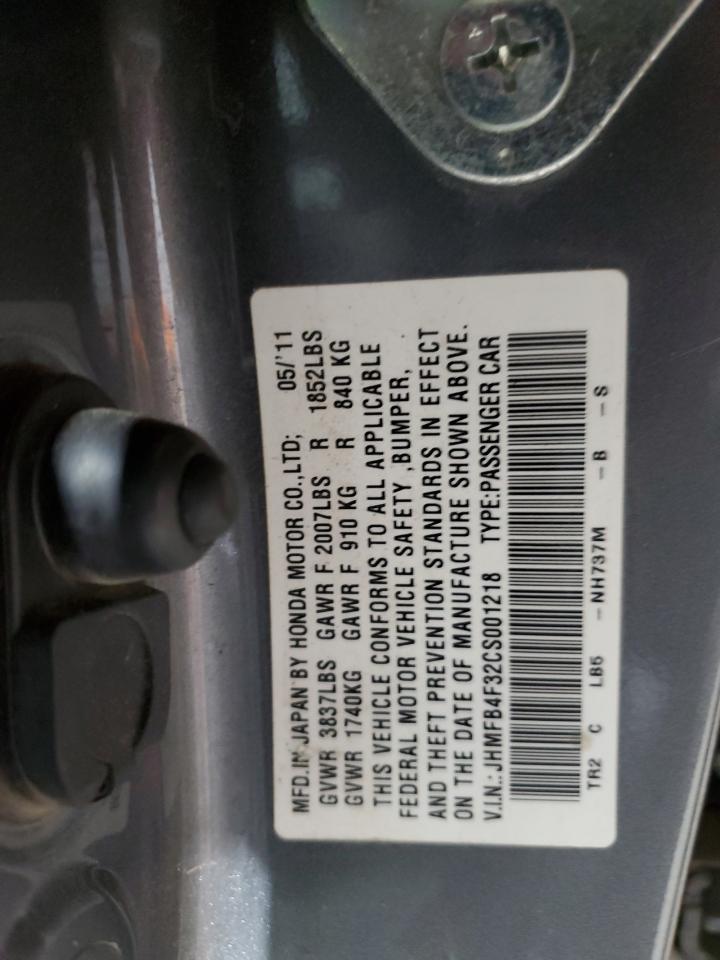 MFD.IN JAPAN BY HONDA MOTOR CO.,LTD; 05/'11
GVWR 3837LBS GAWR F 2007LBS R 1852LBS
GVWR 1740KG GAWR F 910 KG R 840 KG
THIS VEHICLE CONFORMS TO ALL APPLICABLE
FEDERAL MOTOR VEHICLE SAFETY ,BUMPER,
AND THEFT PREVENTION STANDARDS IN EFFECT
ON THE DATE OF MANUFACTURE SHOWN ABOVE.
V.I.N.: JHMFB4F32CS001218 TYPE:PASSENGER CAR
TR2 C LB5 -NH737M -B -S